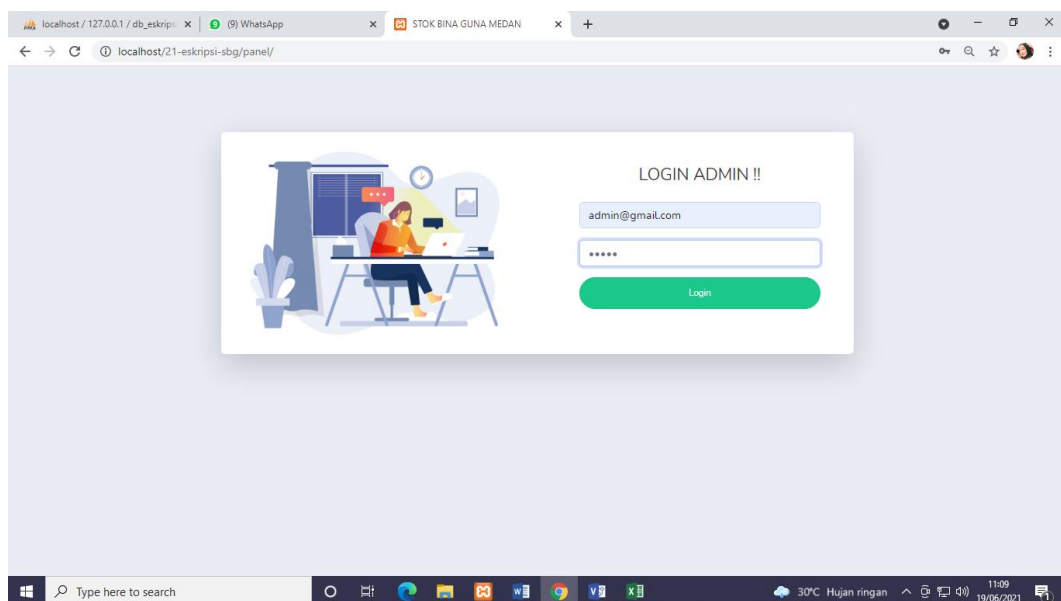 localhost / 127.0.0.1 / db_eskrips
(9) WhatsApp
STOK BINA GUNA MEDAN
localhost/21-eskripsi-sbg/panel/
LOGIN ADMIN !!
admin@gmail.com
•••••
Login
Type here to search
30°C Hujan ringan
11:09
19/06/2021